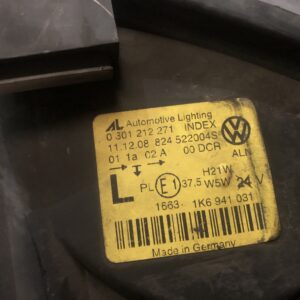 AL Automotive Lighting
0 301 212 271 INDEX
11.12.08 824 522004S
01 1a 02 A 00 DCR ALN
H21W
L PL E1 37.5 W5W 24 V
1663 1K6 941 031
Made in Germany